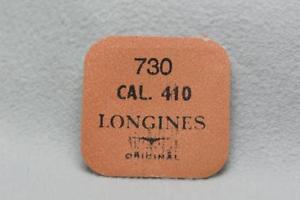 730
CAL. 410
LONGINES
ORIGINAL